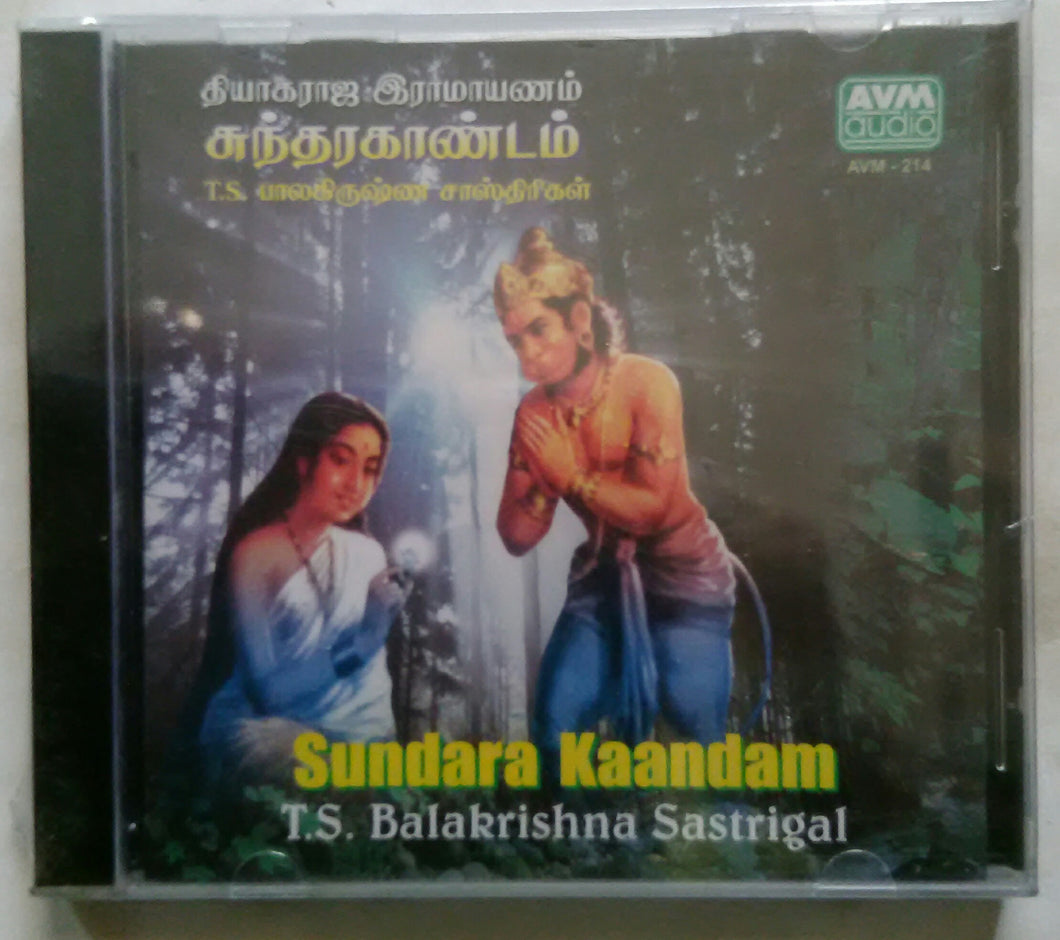 தியாகராஜ இராமாயணம்
சுந்தரகாண்டம்
T.S. பாலகிருஷ்ண சாஸ்திரிகள்
AVM
audio
AVM - 214
Sundara Kaandam
T.S. Balakrishna Sastrigal